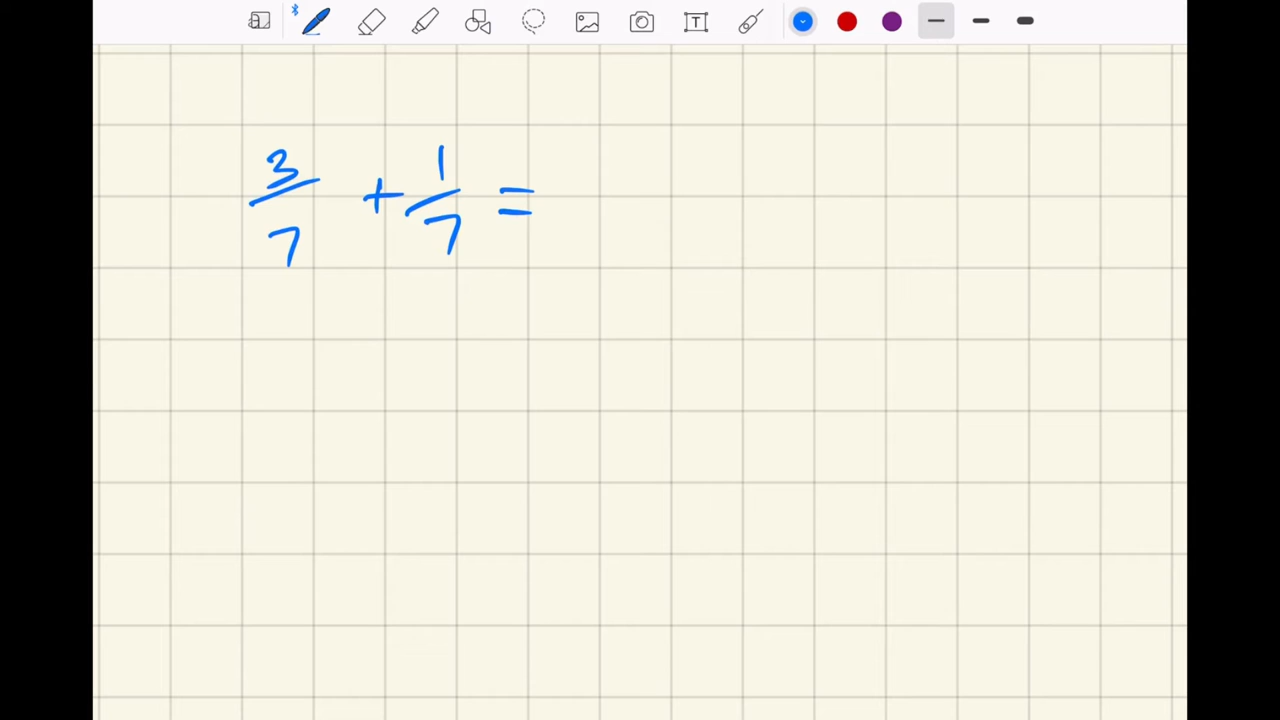 T
3/7 + 1/7 =